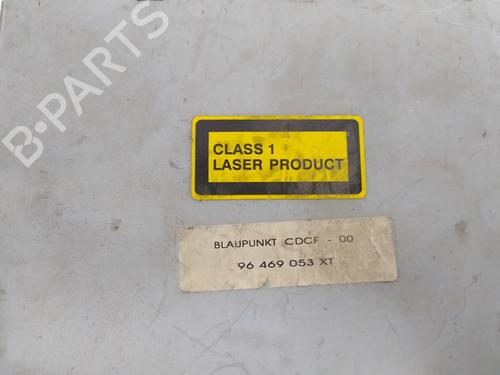 B-PARTS
CLASS 1
LASER PRODUCT
BLAUPUNKT CDCF - 00
96 469 053 XT